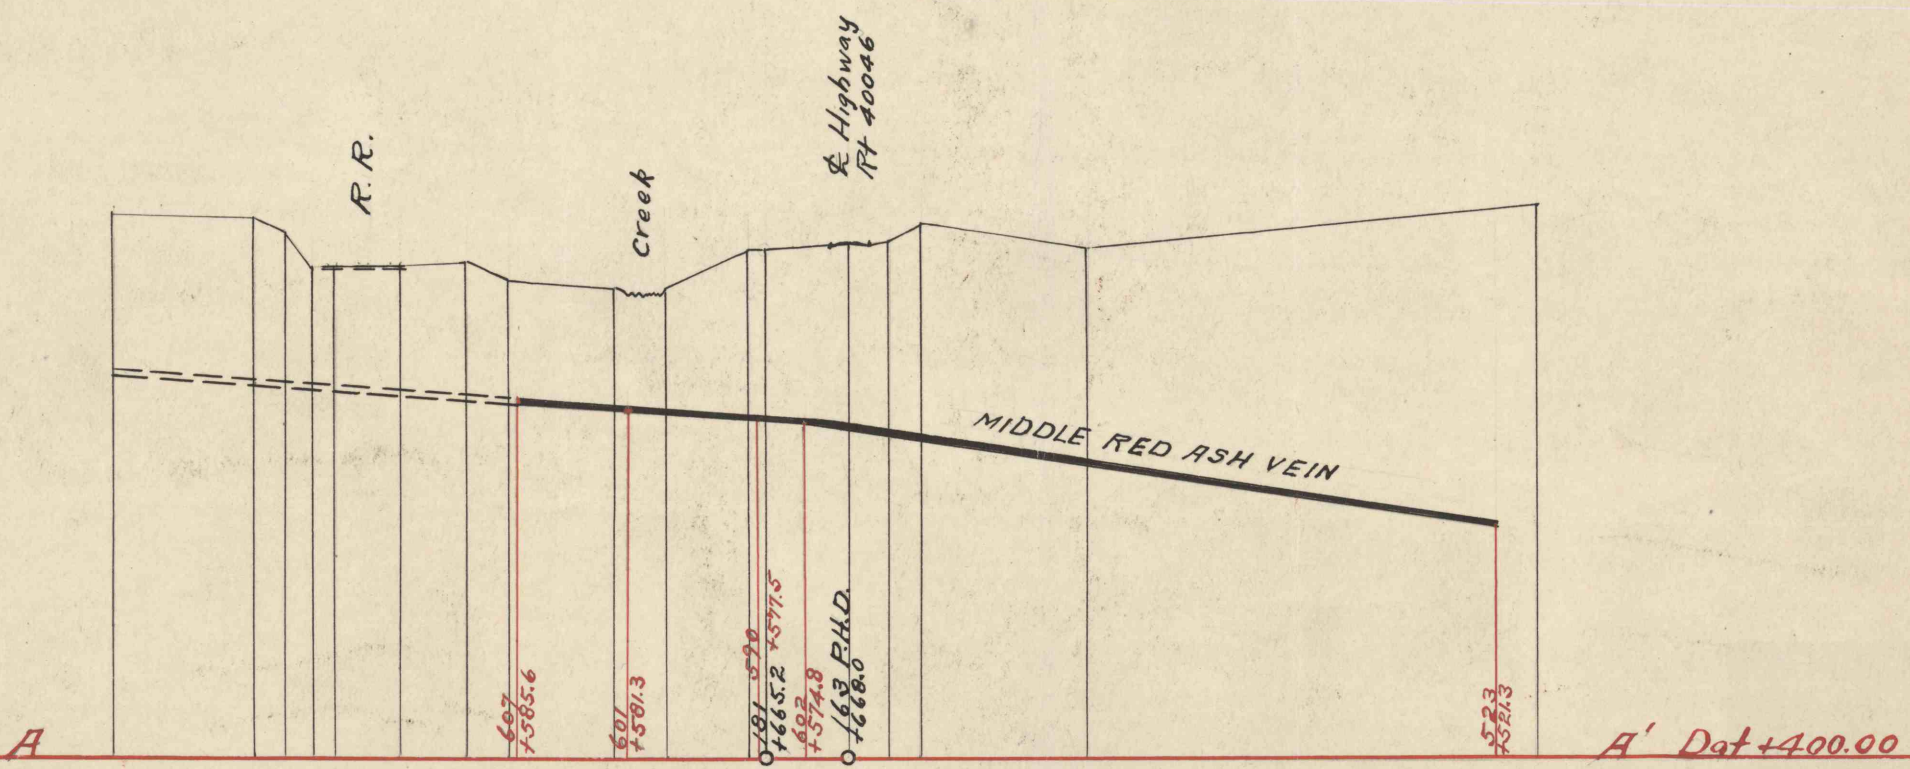 R.R.
Creek
℄ Highway
Rt 40046
MIDDLE RED ASH VEIN
607
+585.6
601
+581.3
590
+577.5
181
+665.2
602
+574.8
163 P.H.D.
+668.0
523
+521.3
A
A' Dat +400.00